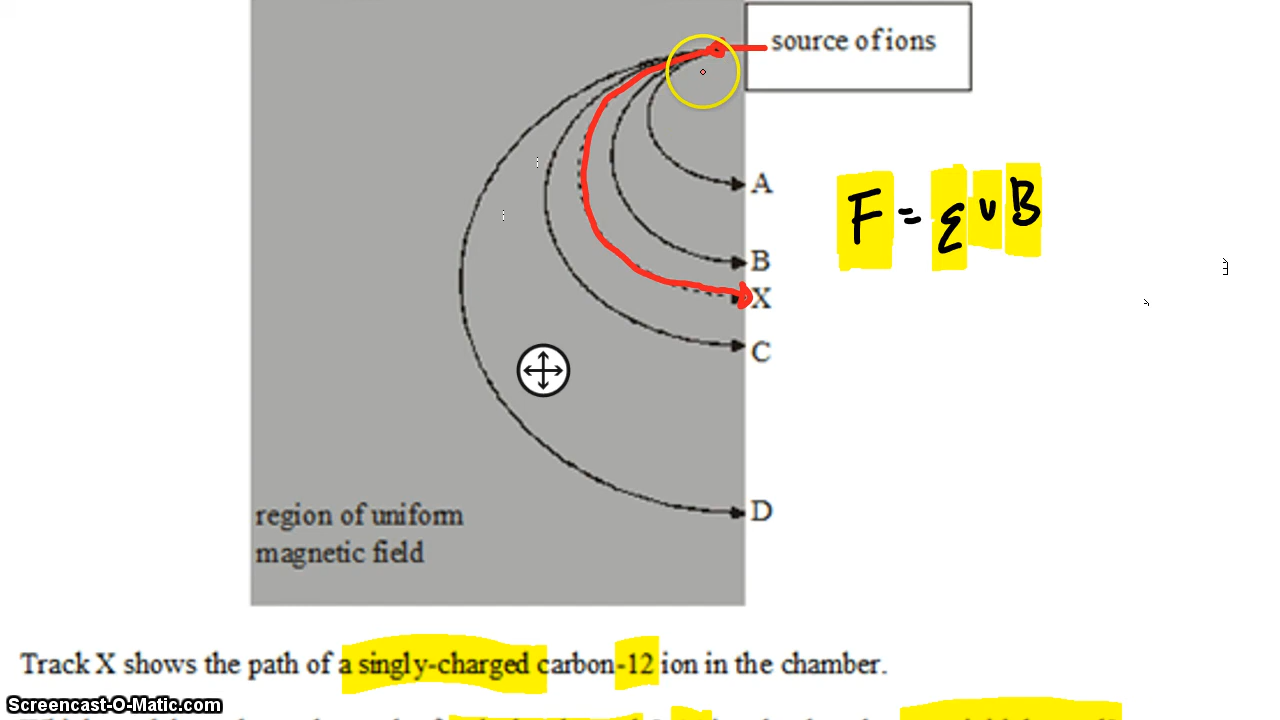 source of ions
A
F = qvB
B
X
C
D
region of uniform
magnetic field
Track X shows the path of a singly-charged carbon-12 ion in the chamber.
Screencast-O-Matic.com